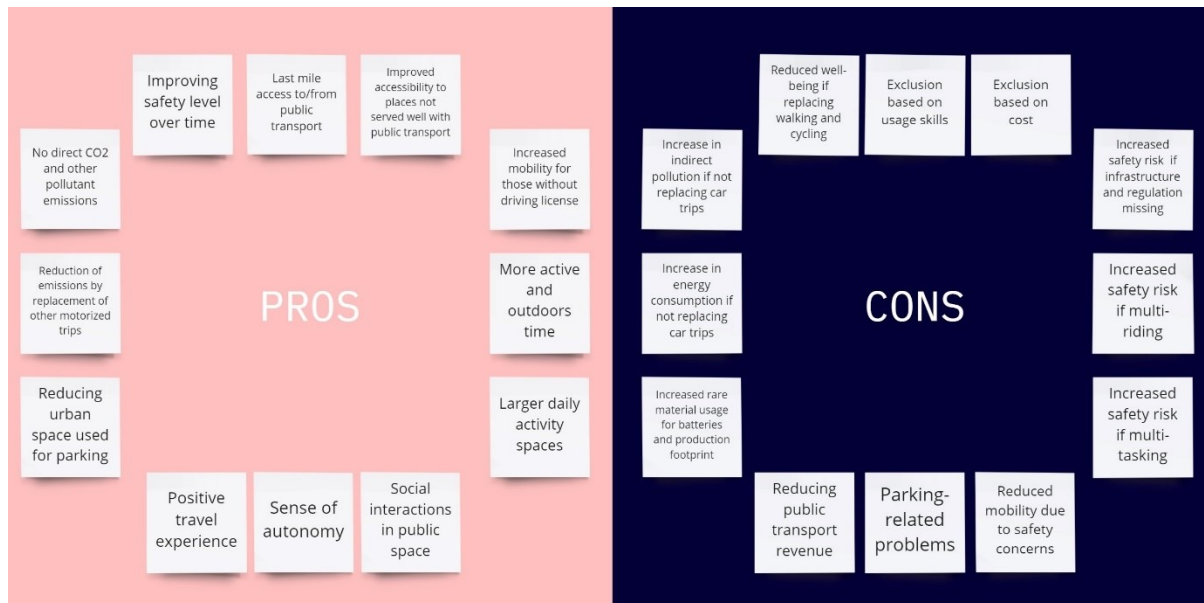 Improving
safety level
over time
Last mile
access to/from
public
transport
Improved
accessibility to
places not
served well with
public transport
No direct CO2
and other
pollutant
emissions
Increased
mobility for
those without
driving license
Reduction of
emissions by
replacement of
other motorized
trips
PROS
More active
and
outdoors
time
Reducing
urban
space used
for parking
Larger daily
activity
spaces
Positive
travel
experience
Sense of
autonomy
Social
interactions
in public
space
Reduced well-
being if
replacing
walking and
cycling
Exclusion
based on
usage skills
Exclusion
based on
cost
Increase in
indirect
pollution if not
replacing car
trips
Increased
safety risk if
infrastructure
and regulation
missing
Increase in
energy
consumption if
not replacing
car trips
CONS
Increased
safety risk
if multi-
riding
Increased rare
material usage
for batteries
and production
footprint
Increased
safety risk
if multi-
tasking
Reducing
public
transport
revenue
Parking-
related
problems
Reduced
mobility due
to safety
concerns